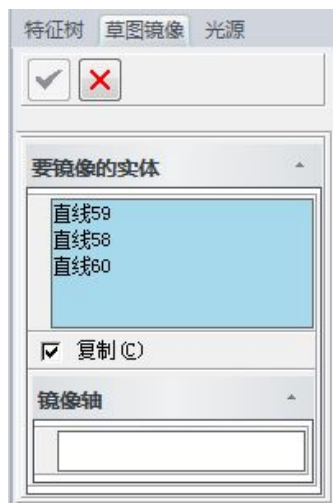 特征树 草图镜像 光源
要镜像的实体
直线59
直线58
直线60
复制(C)
镜像轴